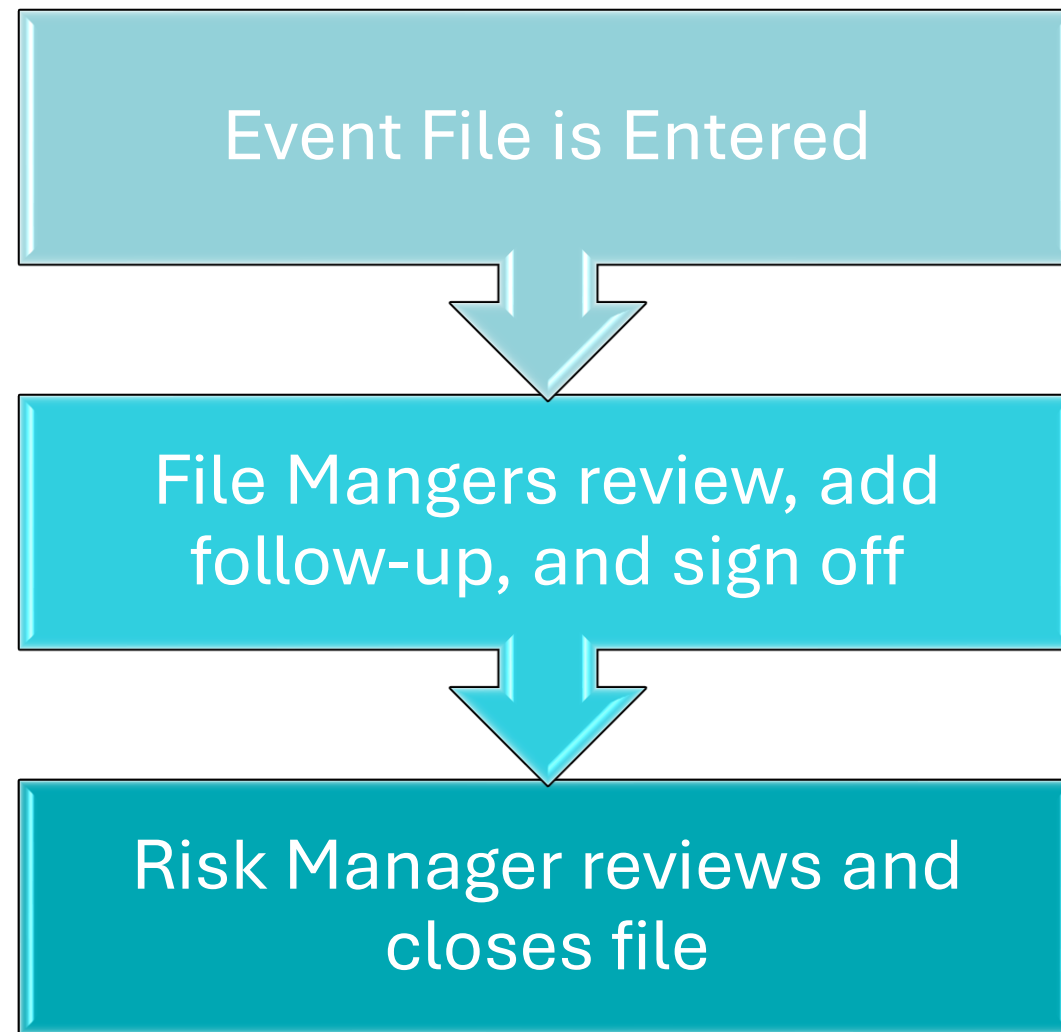 Event File is Entered
File Mangers review, add
follow-up, and sign off
Risk Manager reviews and
closes file